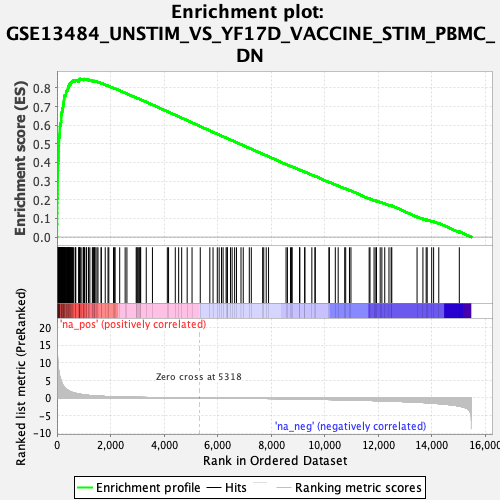 Enrichment plot:
GSE13484_UNSTIM_VS_YF17D_VACCINE_STIM_PBMC_
DN
Enrichment score (ES)
0.8
0.7
0.6
0.5
0.4
0.3
0.2
0.1
0.0
Ranked list metric (PreRanked)
20
15
10
5
0
-5
-10
'na_pos' (positively correlated)
Zero cross at 5318
'na_neg' (negatively correlated)
0
2,000
4,000
6,000
8,000
10,000
12,000
14,000
16,000
Rank in Ordered Dataset
Enrichment profile
Hits
Ranking metric scores